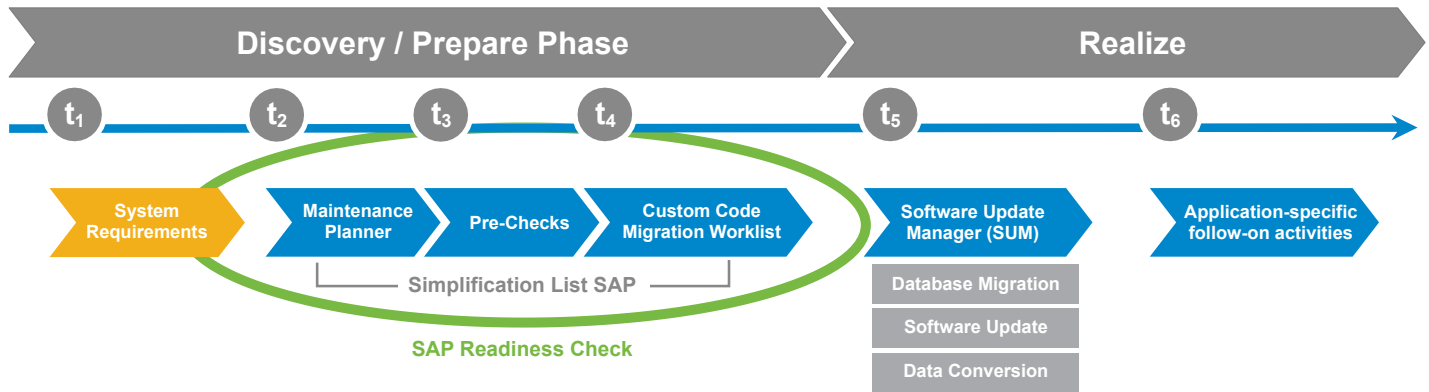 Discovery / Prepare Phase
Realize
t₁
t₂
t₃
t₄
t₅
t₆
System
Requirements
Maintenance
Planner
Pre-Checks
Custom Code
Migration Worklist
Software Update
Manager (SUM)
Application-specific
follow-on activities
Simplification List SAP
SAP Readiness Check
Database Migration
Software Update
Data Conversion